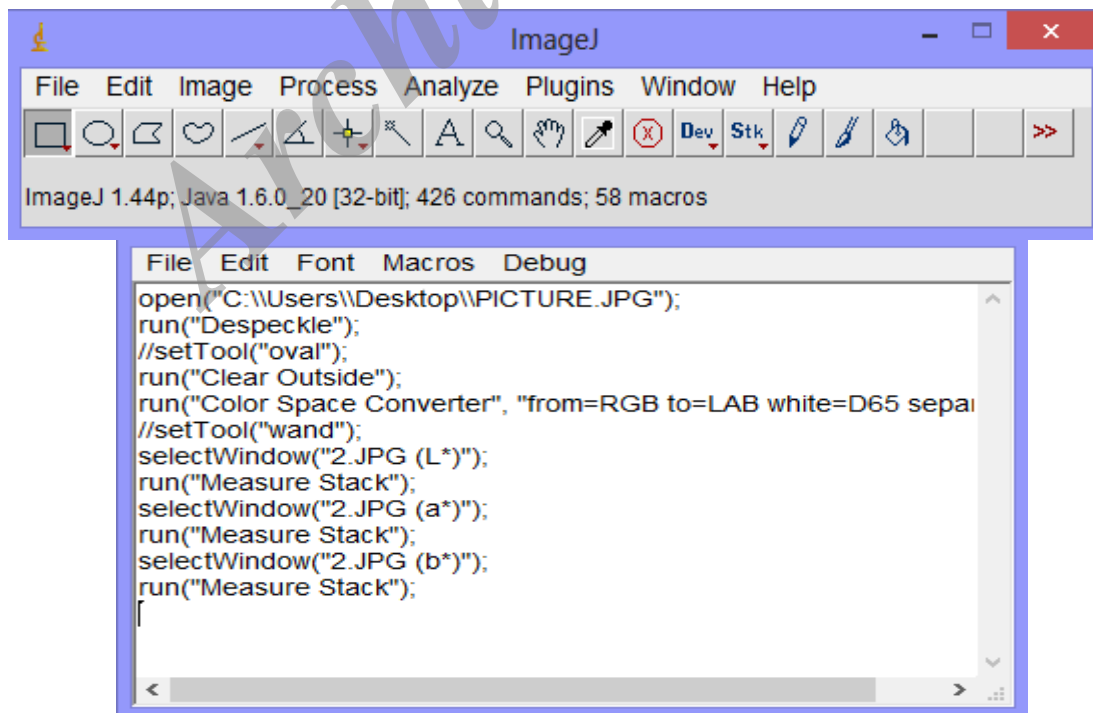 ImageJ
File Edit Image Process Analyze Plugins Window Help
A Dev Stk >>
ImageJ 1.44p; Java 1.6.0_20 [32-bit]; 426 commands; 58 macros
File Edit Font Macros Debug
open("C:\\Users\\Desktop\\PICTURE.JPG");
run("Despeckle");
//setTool("oval");
run("Clear Outside");
run("Color Space Converter", "from=RGB to=LAB white=D65 separ
//setTool("wand");
selectWindow("2.JPG (L*)");
run("Measure Stack");
selectWindow("2.JPG (a*)");
run("Measure Stack");
selectWindow("2.JPG (b*)");
run("Measure Stack");